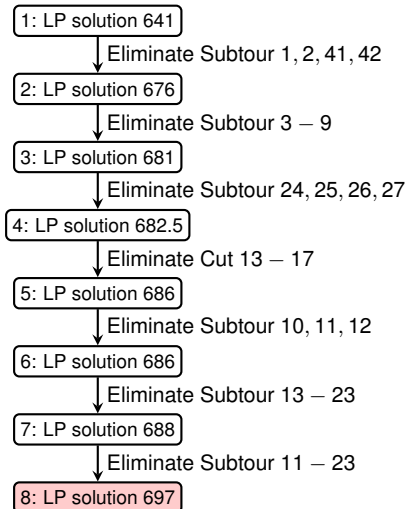 1: LP solution 641
Eliminate Subtour 1, 2, 41, 42
2: LP solution 676
Eliminate Subtour 3 − 9
3: LP solution 681
Eliminate Subtour 24, 25, 26, 27
4: LP solution 682.5
Eliminate Cut 13 − 17
5: LP solution 686
Eliminate Subtour 10, 11, 12
6: LP solution 686
Eliminate Subtour 13 − 23
7: LP solution 688
Eliminate Subtour 11 − 23
8: LP solution 697